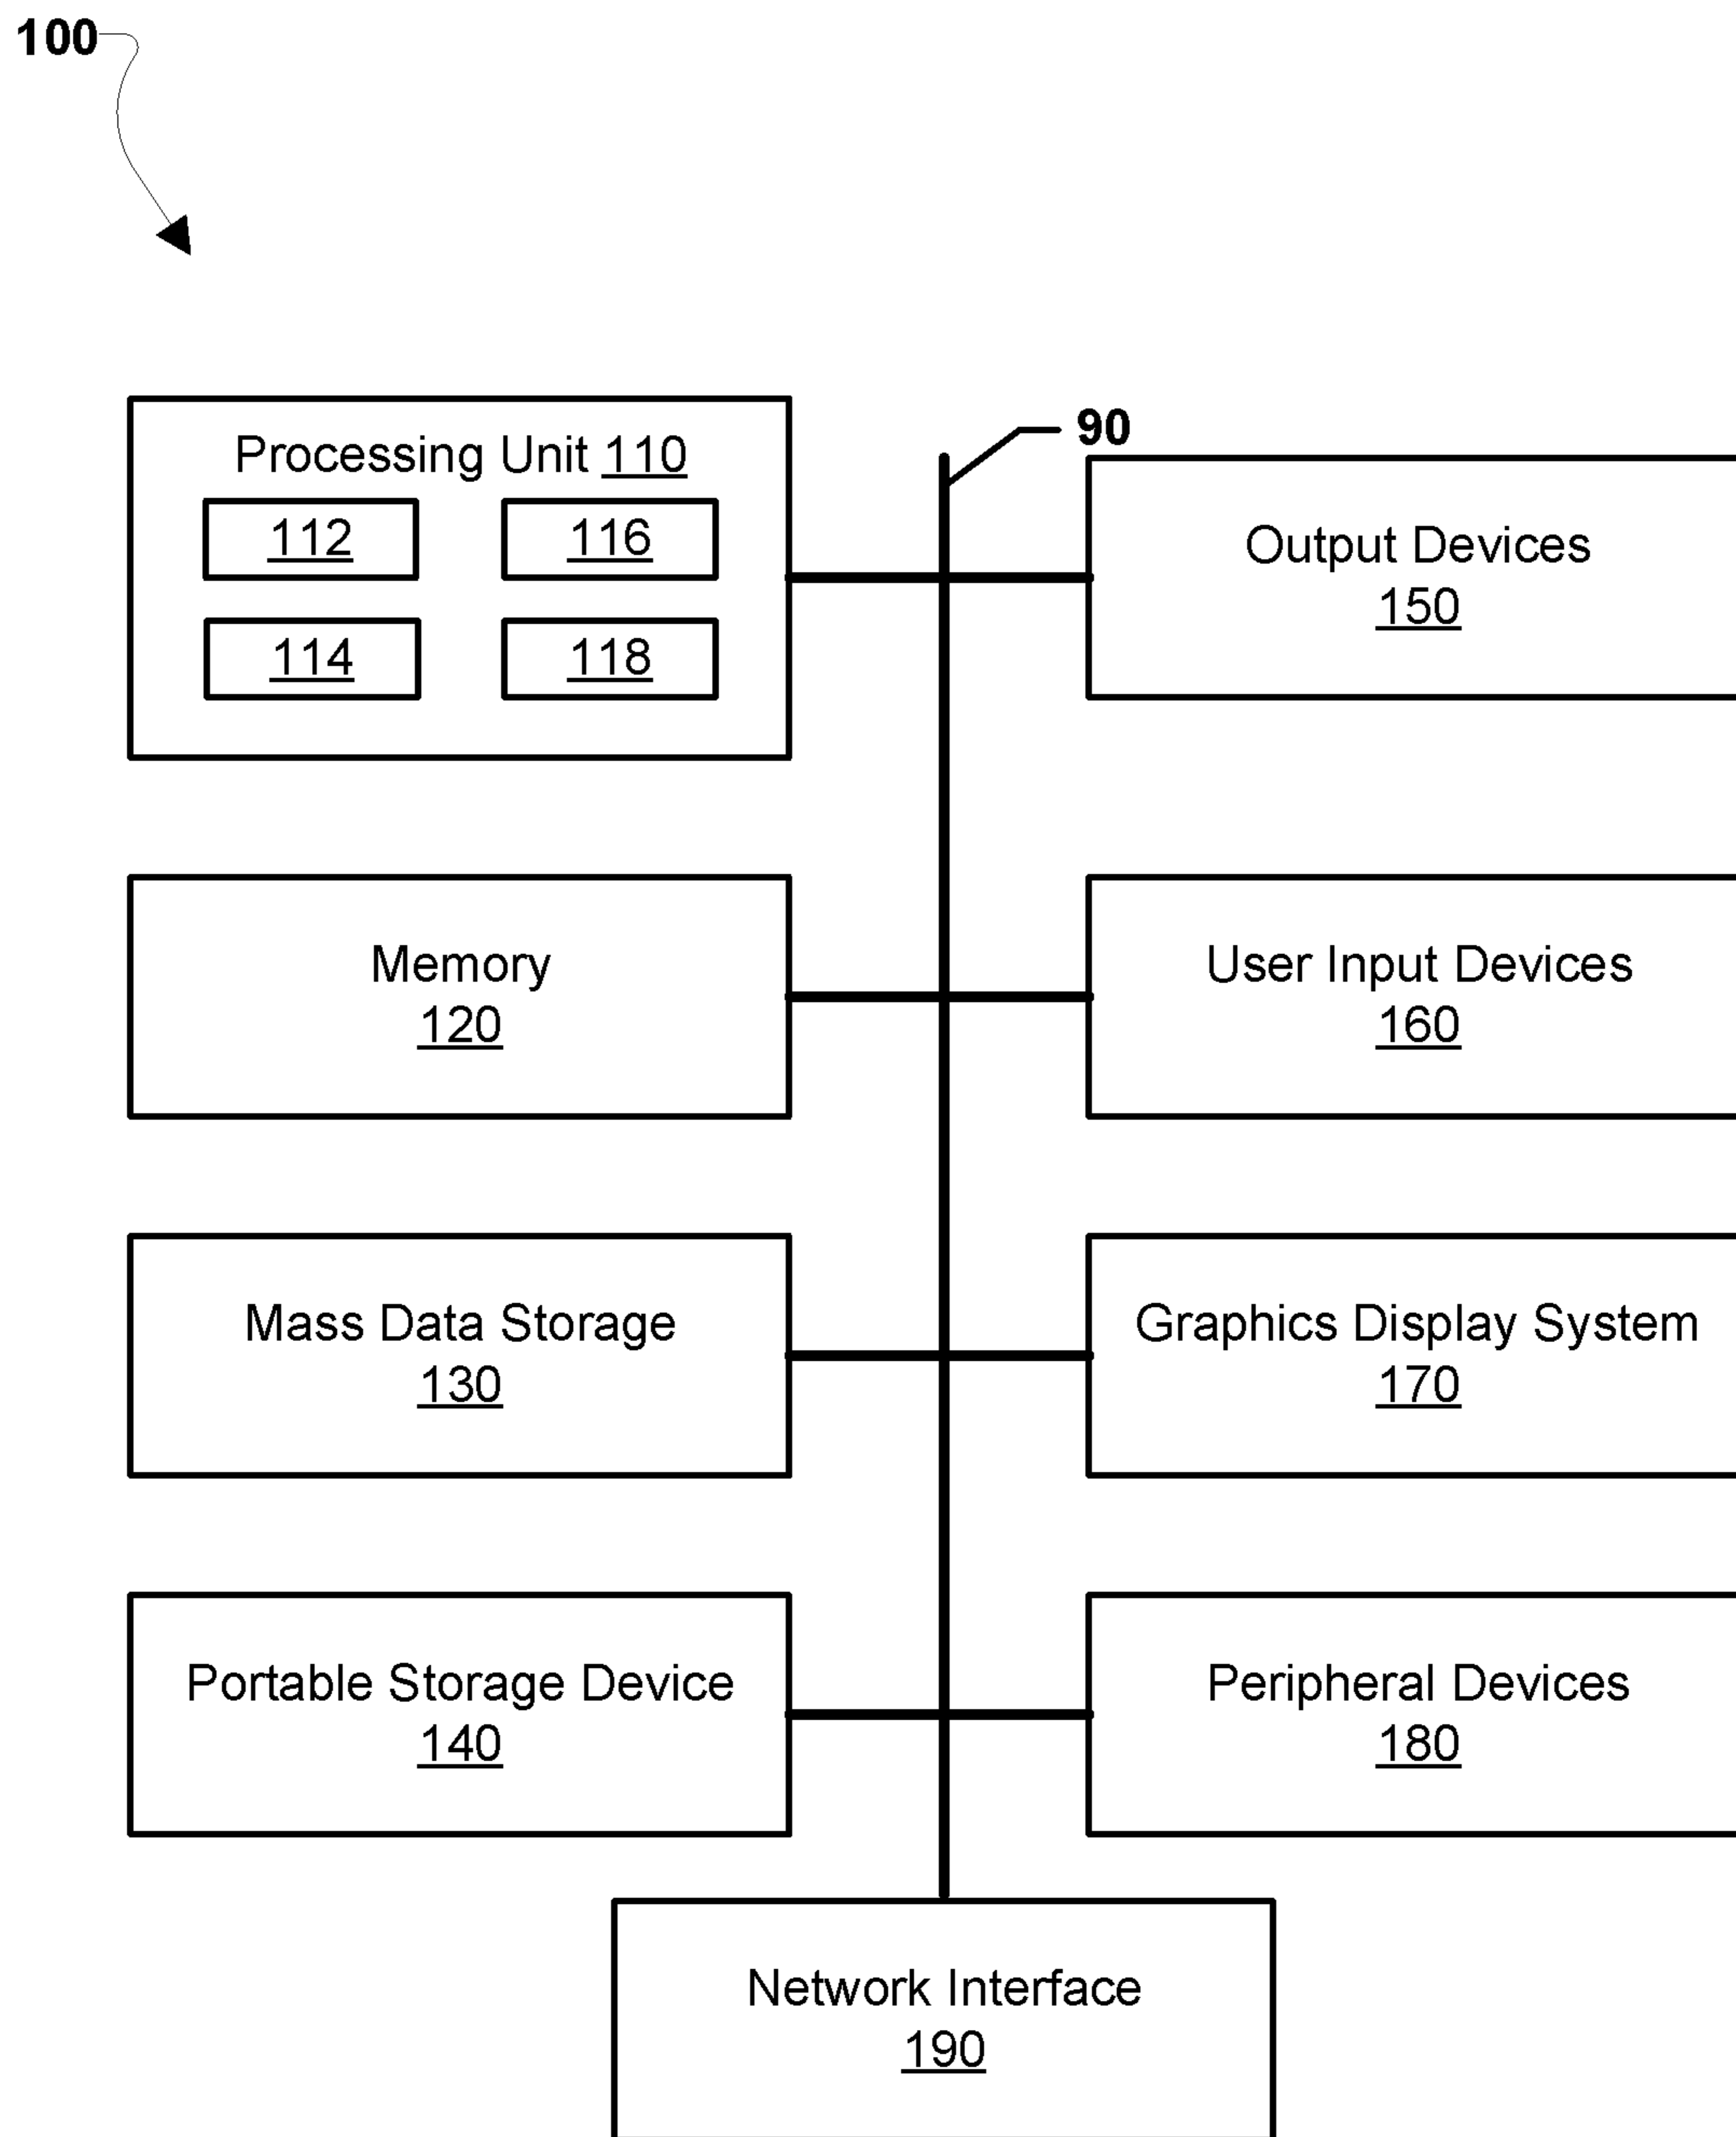 100
90
Processing Unit 110
112
116
114
118
Output Devices
150
Memory
120
User Input Devices
160
Mass Data Storage
130
Graphics Display System
170
Portable Storage Device
140
Peripheral Devices
180
Network Interface
190